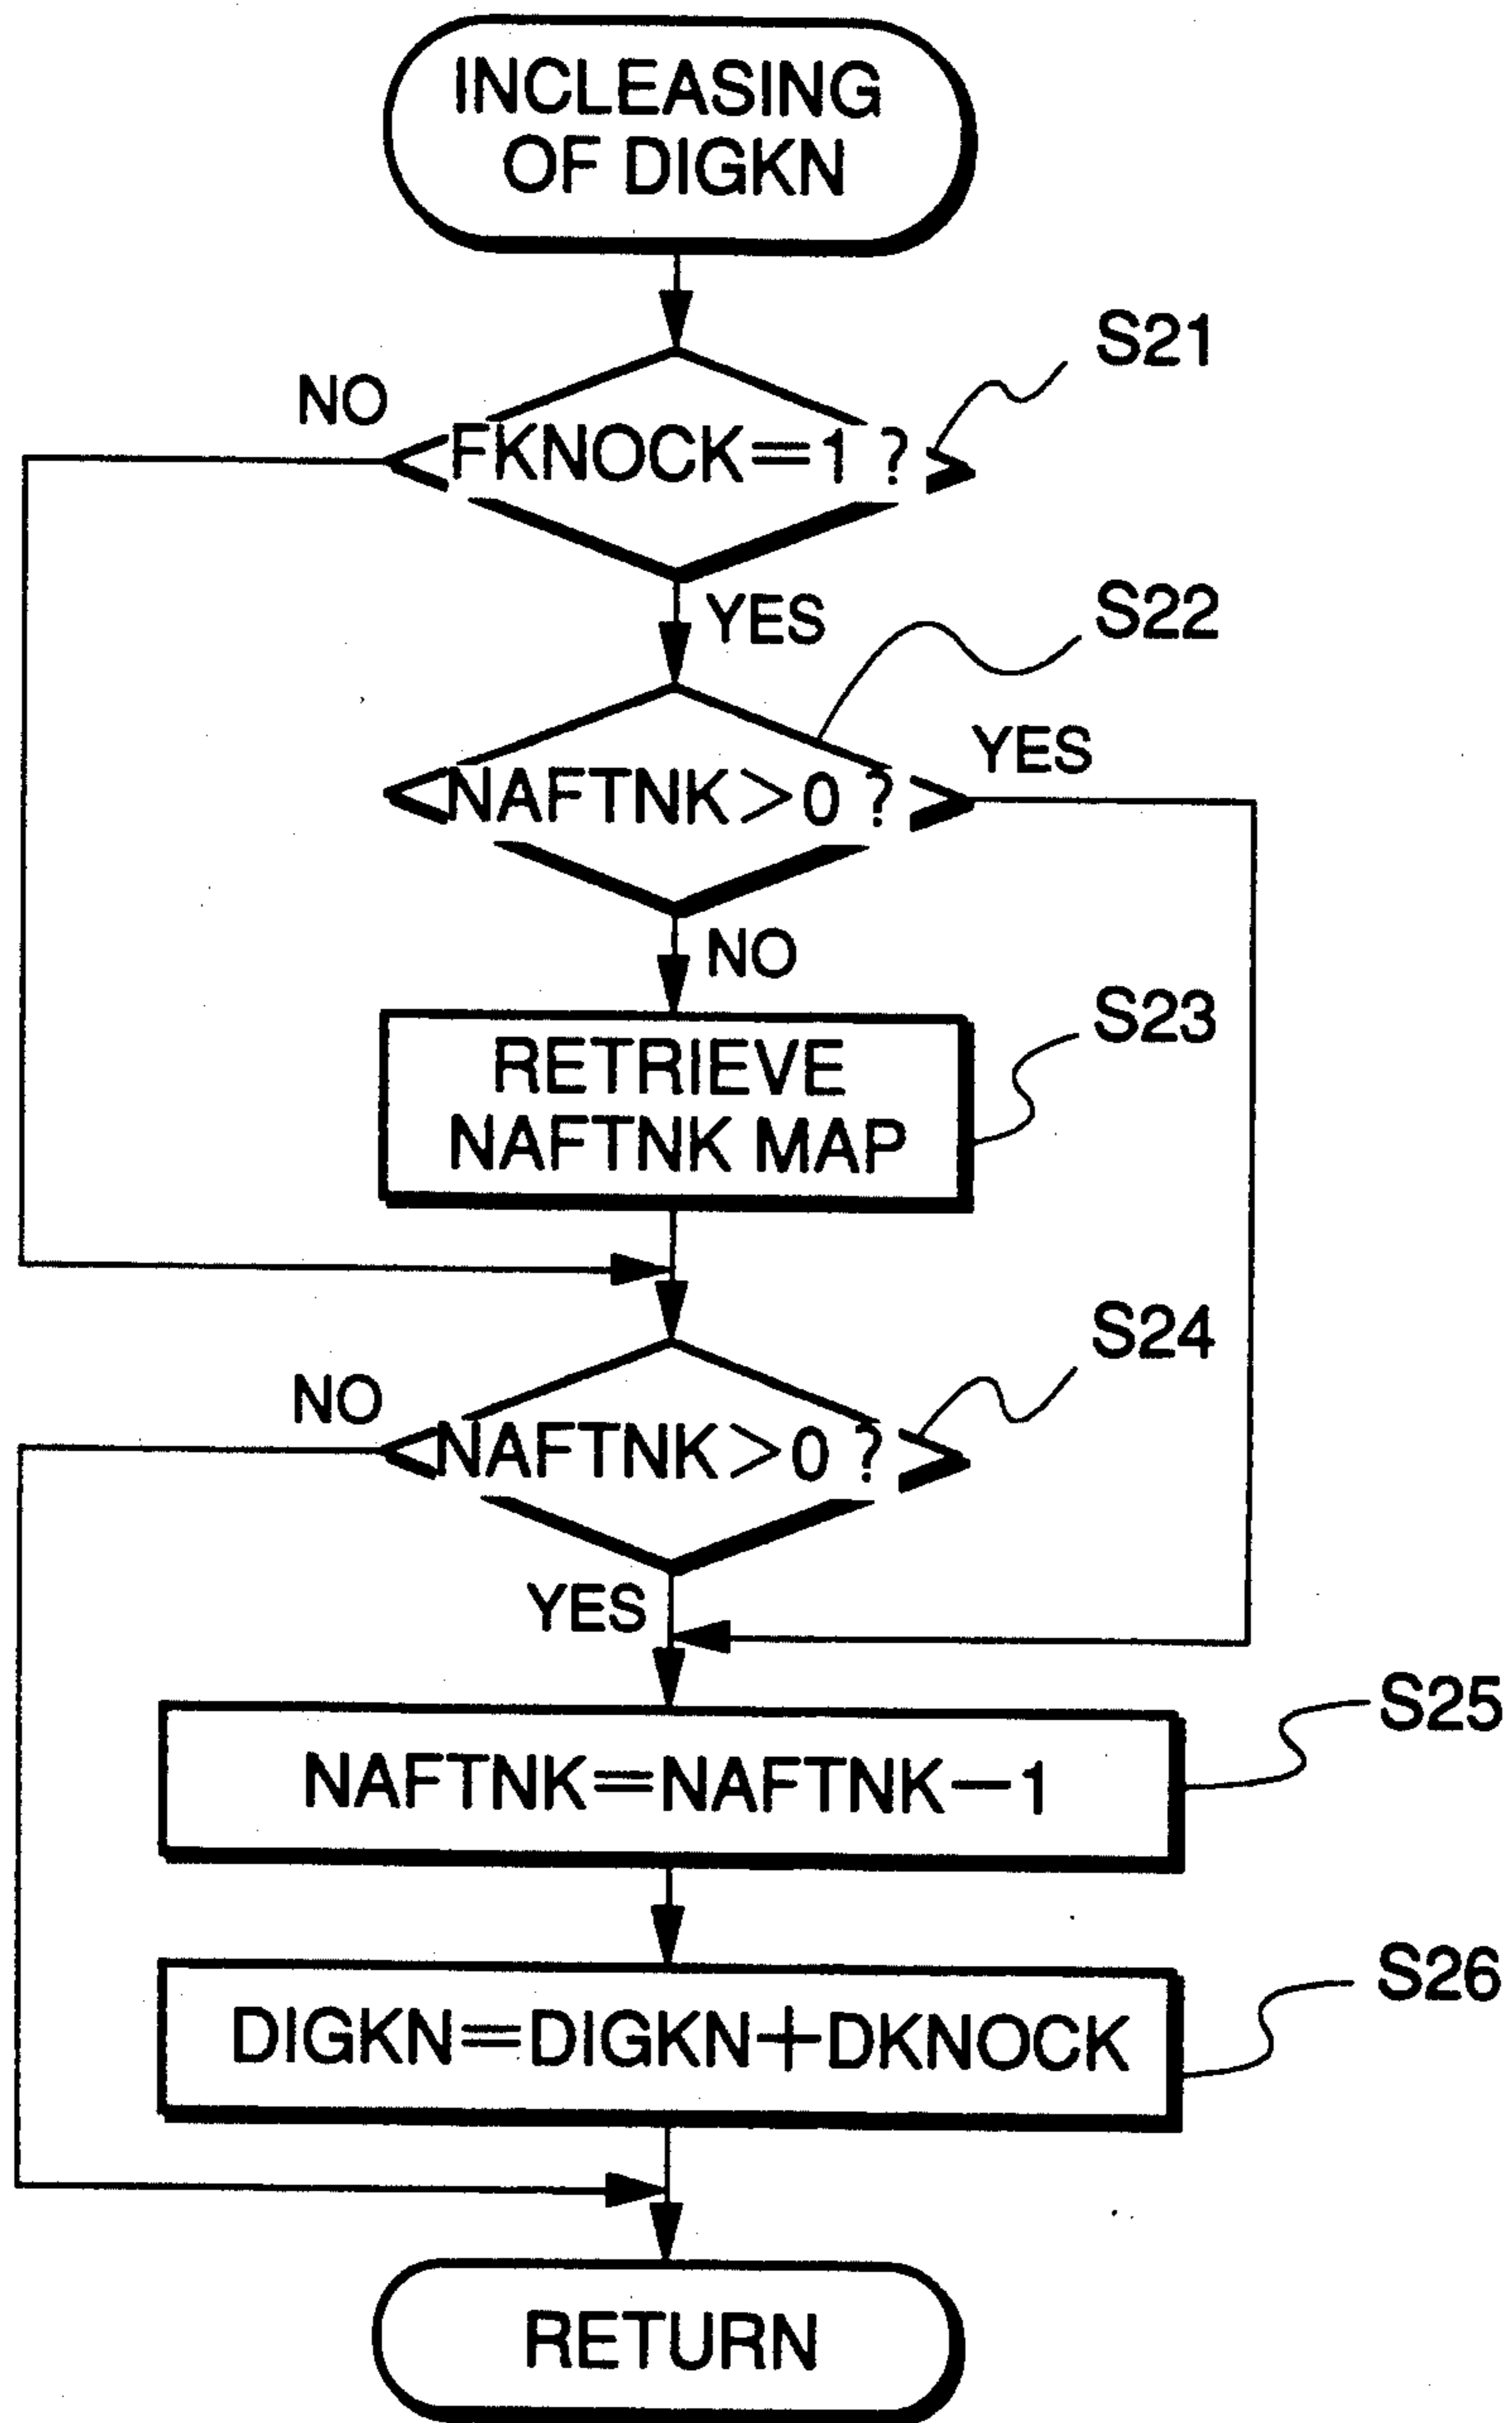 INCLEASING
OF DIGKN
S21
NO
FKNOCK=1 ?
YES
S22
YES
NAFTNK>0 ?
NO
S23
RETRIEVE
NAFTNK MAP
S24
NO
NAFTNK>0 ?
YES
S25
NAFTNK=NAFTNK-1
S26
DIGKN=DIGKN+DKNOCK
RETURN